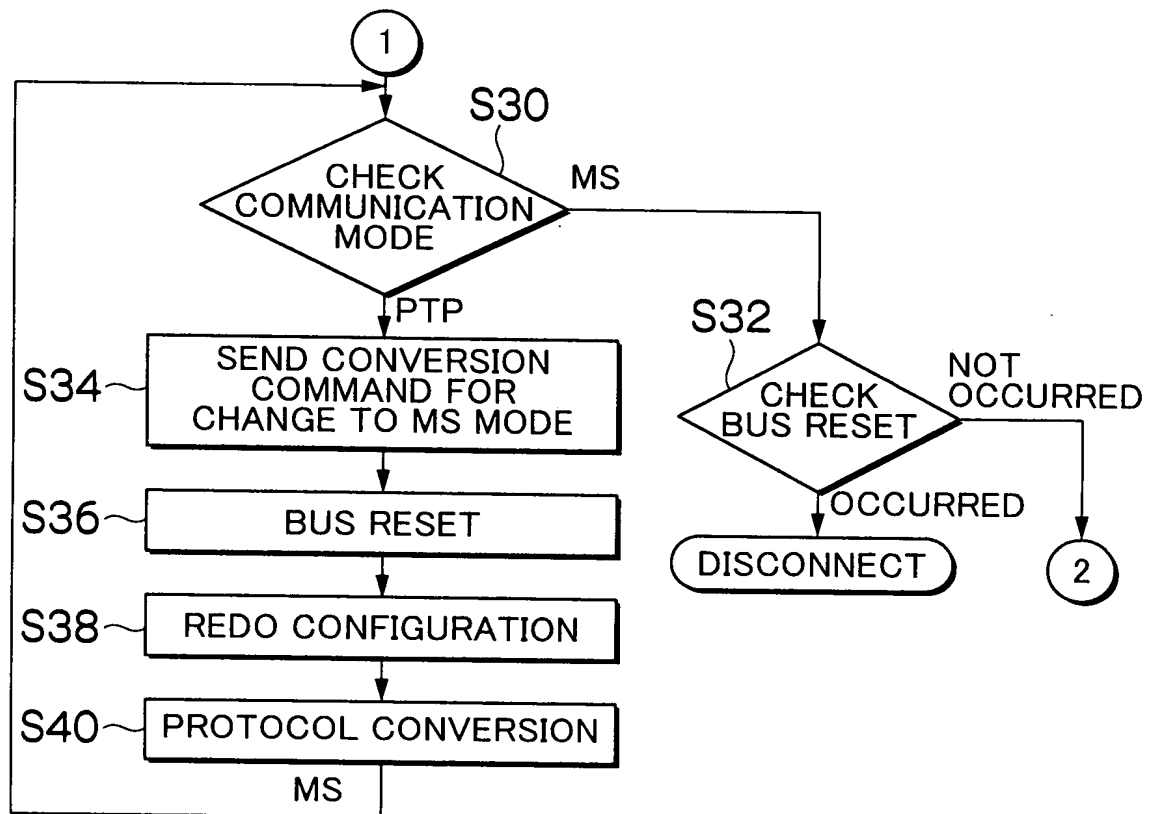 1
S30
CHECK
COMMUNICATION
MODE
MS
PTP
S34
SEND CONVERSION
COMMAND FOR
CHANGE TO MS MODE
S36
BUS RESET
S38
REDO CONFIGURATION
S40
PROTOCOL CONVERSION
MS
S32
CHECK
BUS RESET
NOT
OCCURRED
OCCURRED
DISCONNECT
2